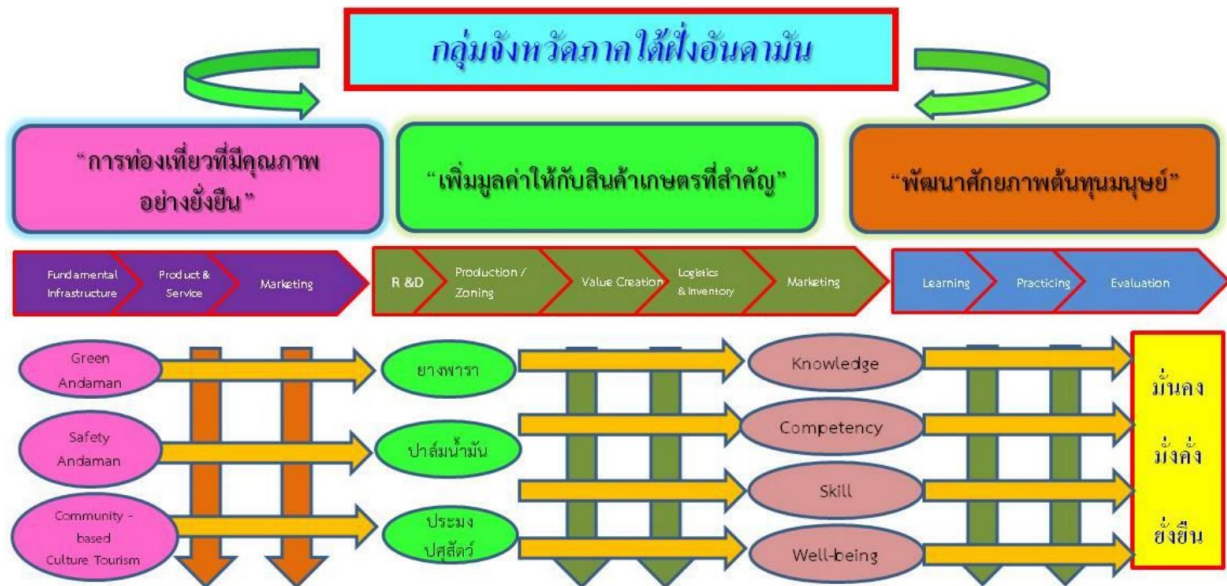 กลุ่มจังหวัดภาคใต้ฝั่งอันดามัน
“การท่องเที่ยวที่มีคุณภาพ
อย่างยั่งยืน”
“เพิ่มมูลค่าให้กับสินค้าเกษตรที่สำคัญ”
“พัฒนาศักยภาพต้นทุนมนุษย์”
Fundamental
Infrastructure
Product &
Service
Marketing
R &D
Production /
Zoning
Value Creation
Logistics
& Inventory
Marketing
Learning
Practicing
Evaluation
Green
Andaman
ยางพารา
Knowledge
Safety
Andaman
ปาล์มน้ำมัน
Competency
Skill
Community -
based
Culture Tourism
ประมง
ปศุสัตว์
Well-being
มั่นคง
มั่งคั่ง
ยั่งยืน